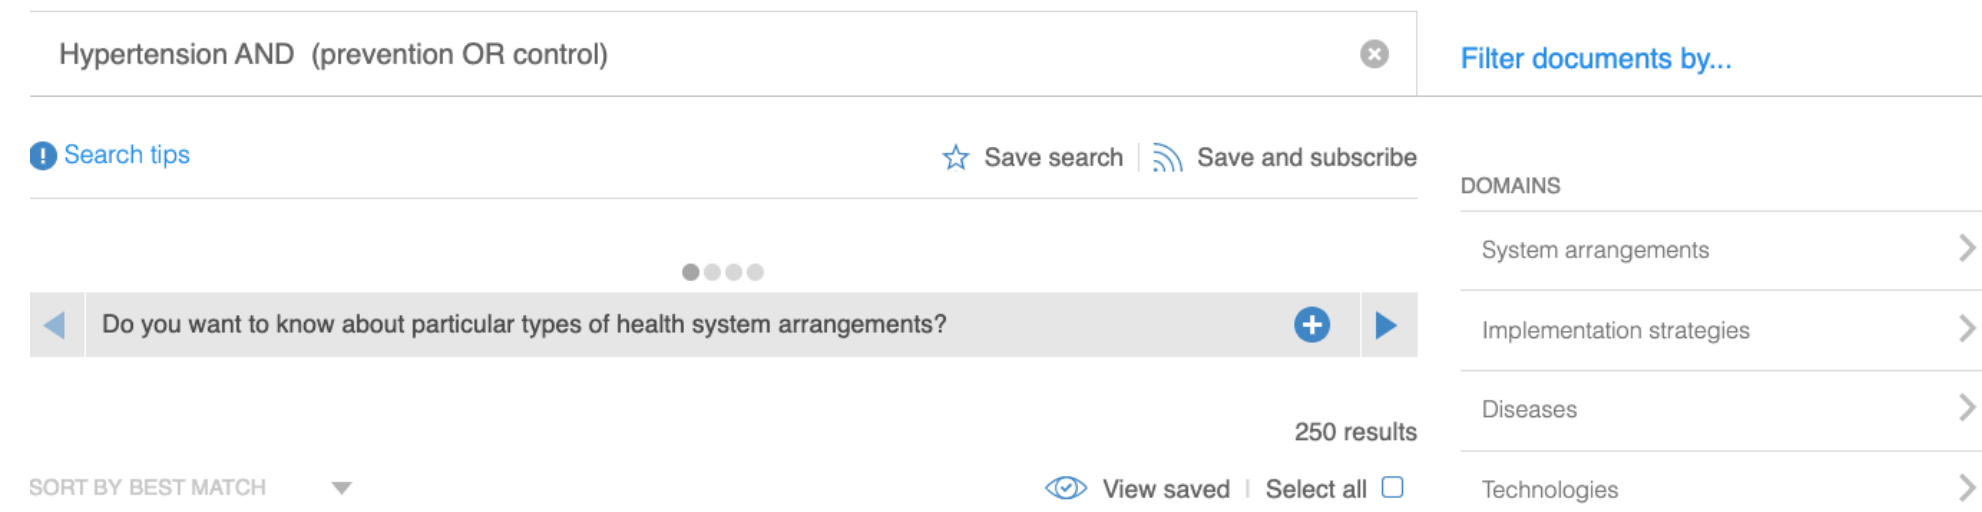 Hypertension AND  (prevention OR control)
Filter documents by...
Search tips
Save search
Save and subscribe
DOMAINS
System arrangements
Do you want to know about particular types of health system arrangements?
Implementation strategies
Diseases
250 results
SORT BY BEST MATCH
View saved
Select all
Technologies